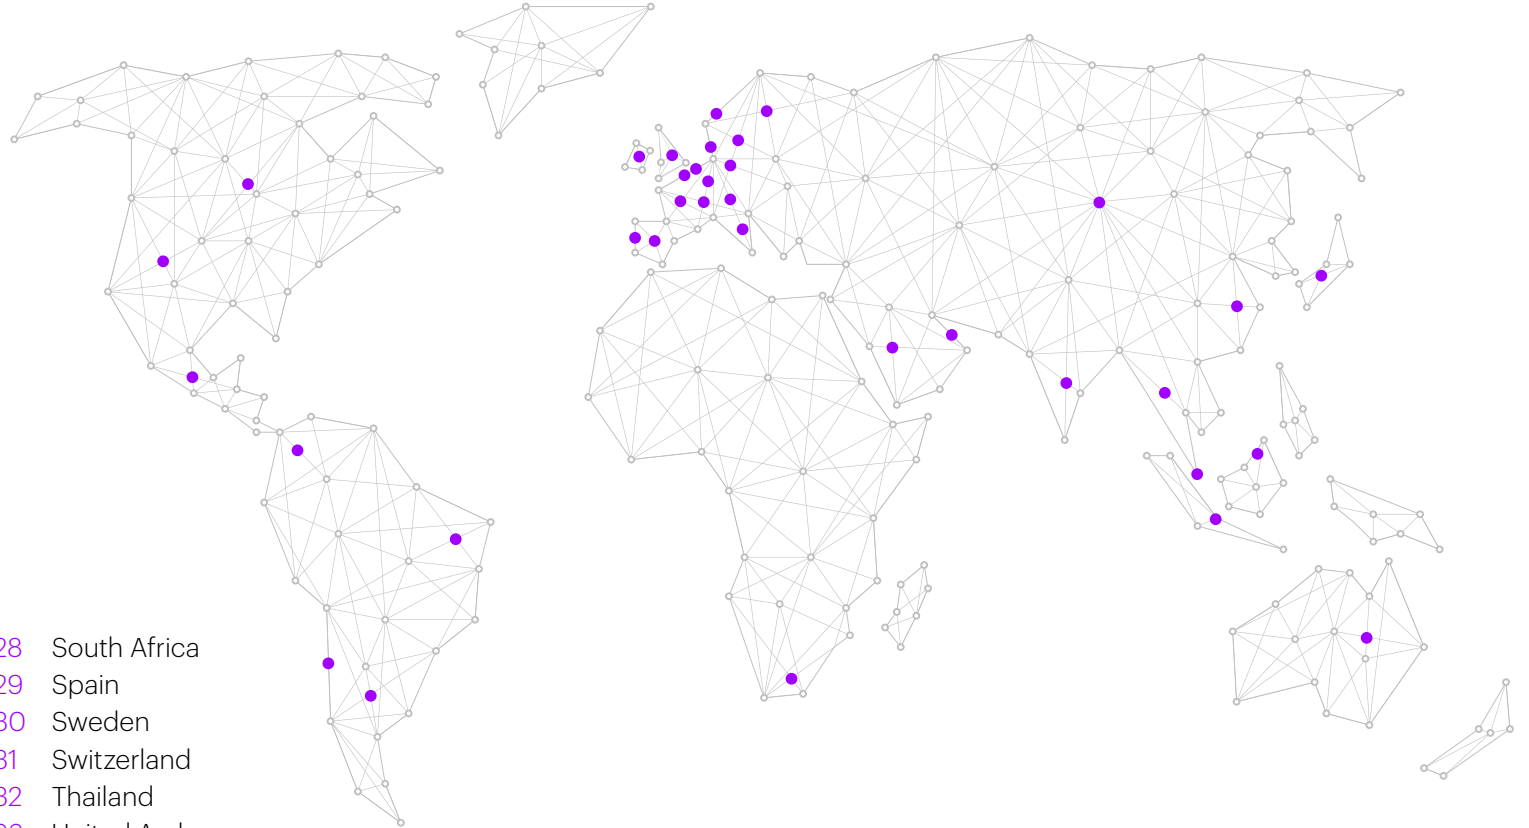 28 South Africa
29 Spain
30 Sweden
31 Switzerland
32 Thailand